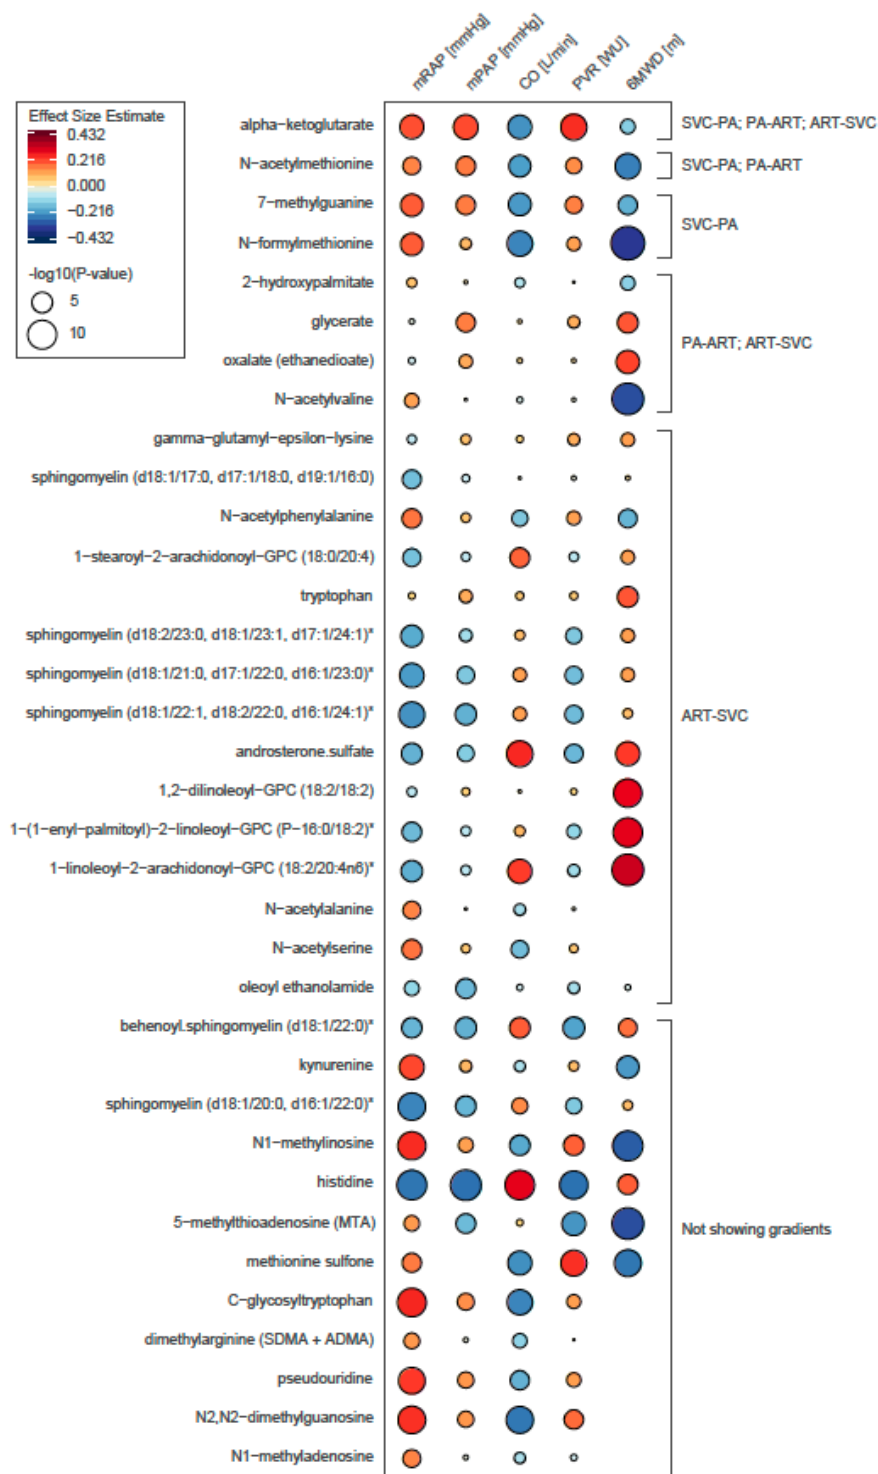 mRAP [mmHg]
mPAP [mmHg]
CO [L/min]
PVR [WU]
6MWD [m]
Effect Size Estimate
0.432
0.216
0.000
−0.216
−0.432
-log10(P-value)
5
10
alpha−ketoglutarate
SVC-PA; PA-ART; ART-SVC
N−acetylmethionine
SVC-PA; PA-ART
7−methylguanine
N−formylmethionine
SVC-PA
2−hydroxypalmitate
glycerate
oxalate (ethanedioate)
N−acetylvaline
PA-ART; ART-SVC
gamma−glutamyl−epsilon−lysine
sphingomyelin (d18:1/17:0, d17:1/18:0, d19:1/16:0)
N−acetylphenylalanine
1−stearoyl−2−arachidonoyl−GPC (18:0/20:4)
tryptophan
sphingomyelin (d18:2/23:0, d18:1/23:1, d17:1/24:1)*
sphingomyelin (d18:1/21:0, d17:1/22:0, d16:1/23:0)*
sphingomyelin (d18:1/22:1, d18:2/22:0, d16:1/24:1)*
androsterone.sulfate
1,2−dilinoleoyl−GPC (18:2/18:2)
1−(1−enyl−palmitoyl)−2−linoleoyl−GPC (P−16:0/18:2)*
1−linoleoyl−2−arachidonoyl−GPC (18:2/20:4n6)*
N−acetylalanine
N−acetylserine
oleoyl ethanolamide
ART-SVC
behenoyl.sphingomyelin (d18:1/22:0)*
kynurenine
sphingomyelin (d18:1/20:0, d16:1/22:0)*
N1−methylinosine
histidine
5−methylthioadenosine (MTA)
methionine sulfone
C−glycosyltryptophan
dimethylarginine (SDMA + ADMA)
pseudouridine
N2,N2−dimethylguanosine
N1−methyladenosine
Not showing gradients